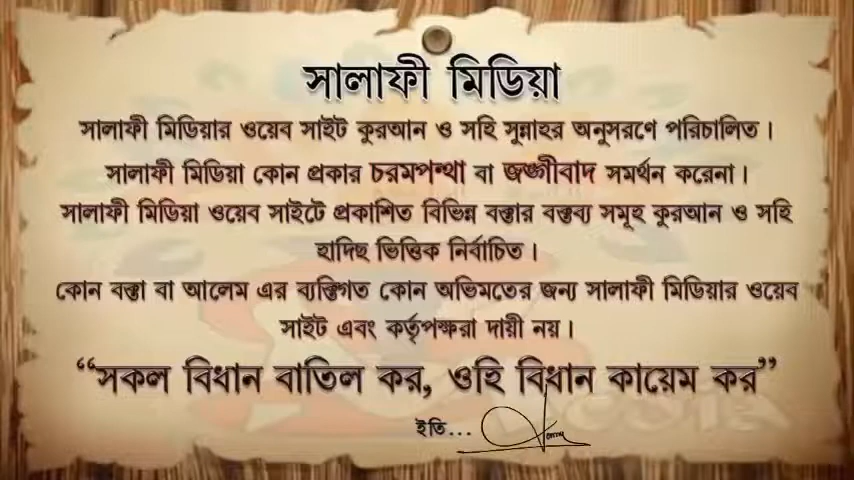 সালাফী মিডিয়া
সালাফী মিডিয়ার ওয়েব সাইট কুরআন ও সহি সুন্নাহর অনুসরণে পরিচালিত।
সালাফী মিডিয়া কোন প্রকার চরমপন্থা বা জঙ্গীবাদ সমর্থন করেনা।
সালাফী মিডিয়া ওয়েব সাইটে প্রকাশিত বিভিন্ন বক্তার বক্তব্য সমূহ কুরআন ও সহি
হাদিছ ভিত্তিক নির্বাচিত।
কোন বক্তা বা আলেম এর ব্যক্তিগত কোন অভিমতের জন্য সালাফী মিডিয়ার ওয়েব
সাইট এবং কর্তৃপক্ষরা দায়ী নয়।
“সকল বিধান বাতিল কর, ওহি বিধান কায়েম কর”
ইতি...